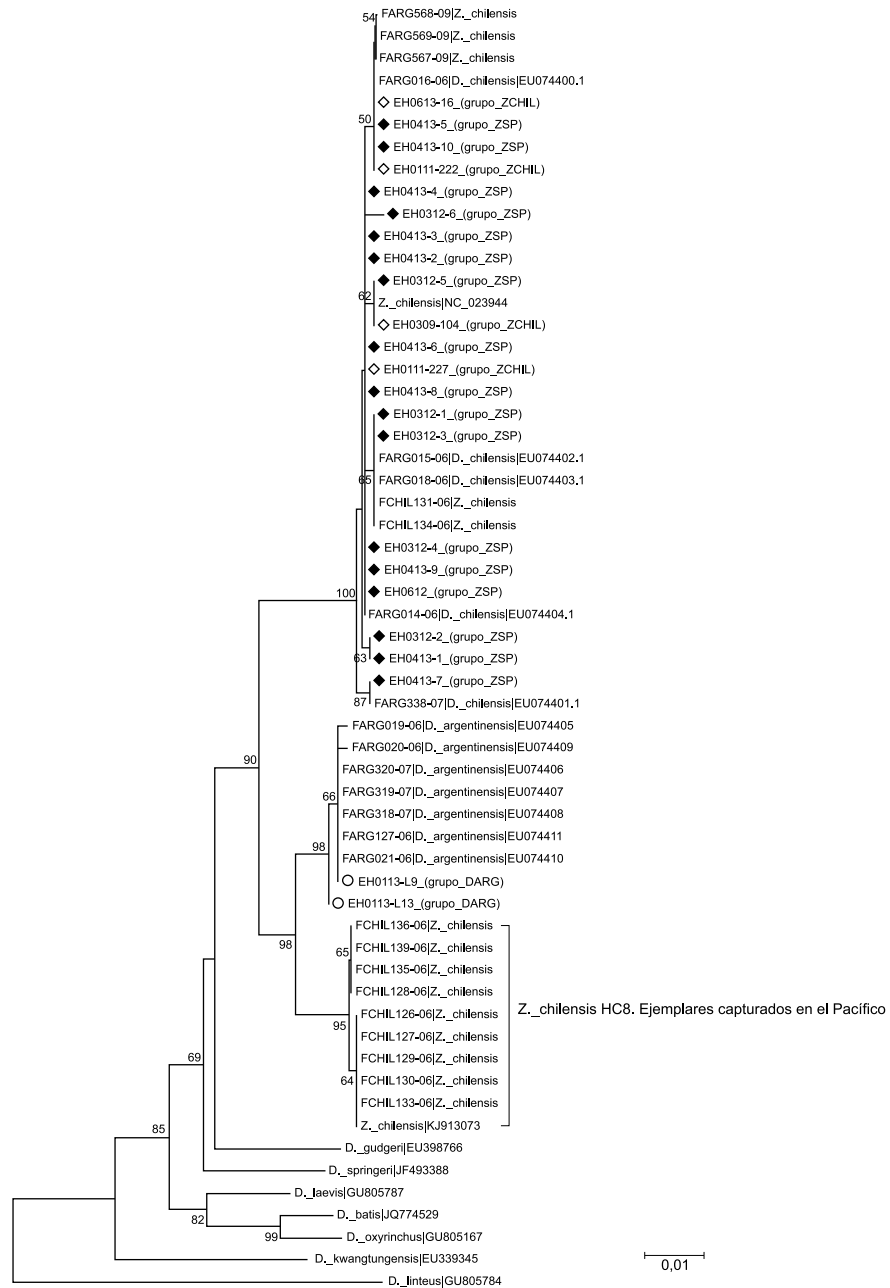 54
FARG568-09|Z._chilensis
FARG569-09|Z._chilensis
FARG567-09|Z._chilensis
FARG016-06|D._chilensis|EU074400.1
EH0613-16_(grupo_ZCHIL)
50
EH0413-5_(grupo_ZSP)
EH0413-10_(grupo_ZSP)
EH0111-222_(grupo_ZCHIL)
EH0413-4_(grupo_ZSP)
EH0312-6_(grupo_ZSP)
EH0413-3_(grupo_ZSP)
EH0413-2_(grupo_ZSP)
EH0312-5_(grupo_ZSP)
62
Z._chilensis|NC_023944
EH0309-104_(grupo_ZCHIL)
EH0413-6_(grupo_ZSP)
EH0111-227_(grupo_ZCHIL)
EH0413-8_(grupo_ZSP)
EH0312-1_(grupo_ZSP)
EH0312-3_(grupo_ZSP)
FARG015-06|D._chilensis|EU074402.1
65
FARG018-06|D._chilensis|EU074403.1
FCHIL131-06|Z._chilensis
FCHIL134-06|Z._chilensis
EH0312-4_(grupo_ZSP)
EH0413-9_(grupo_ZSP)
100
EH0612_(grupo_ZSP)
FARG014-06|D._chilensis|EU074404.1
EH0312-2_(grupo_ZSP)
63
EH0413-1_(grupo_ZSP)
EH0413-7_(grupo_ZSP)
87
FARG338-07|D._chilensis|EU074401.1
FARG019-06|D._argentinensis|EU074405
FARG020-06|D._argentinensis|EU074409
90
FARG320-07|D._argentinensis|EU074406
FARG319-07|D._argentinensis|EU074407
66
FARG318-07|D._argentinensis|EU074408
FARG127-06|D._argentinensis|EU074411
98
FARG021-06|D._argentinensis|EU074410
EH0113-L9_(grupo_DARG)
EH0113-L13_(grupo_DARG)
FCHIL136-06|Z._chilensis
98
FCHIL139-06|Z._chilensis
65
FCHIL135-06|Z._chilensis
FCHIL128-06|Z._chilensis
Z._chilensis HC8. Ejemplares capturados en el Pacífico
FCHIL126-06|Z._chilensis
95
FCHIL127-06|Z._chilensis
FCHIL129-06|Z._chilensis
69
64
FCHIL130-06|Z._chilensis
FCHIL133-06|Z._chilensis
Z._chilensis|KJ913073
85
D._gudgeri|EU398766
D._springeri|JF493388
D._laevis|GU805787
82
D._batis|JQ774529
99
D._oxyrinchus|GU805167
D._kwangtungensis|EU339345
0,01
D._linteus|GU805784